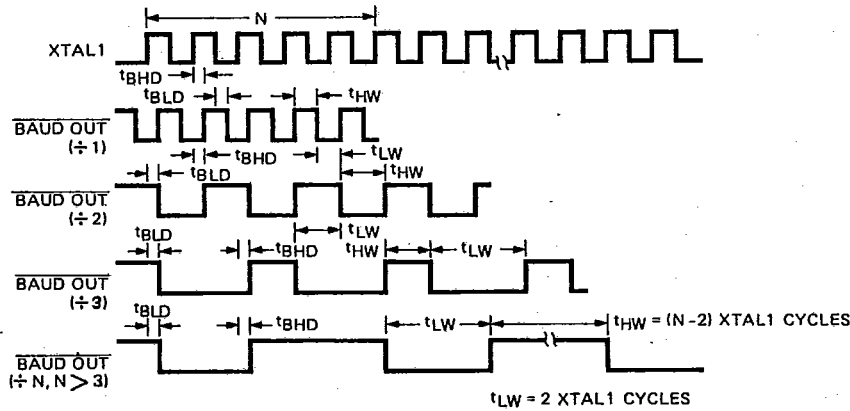 N
XTAL1
tBHD
tBLD
tHW
BAUD OUT
(÷1)
tBHD
tLW
tBLD
tHW
BAUD OUT
(÷2)
tLW
tBLD
tBHD
tHW
tLW
BAUD OUT
(÷3)
tBLD
tBHD
tLW
tHW = (N-2) XTAL1 CYCLES
BAUD OUT
(÷N, N > 3)
tLW = 2 XTAL1 CYCLES